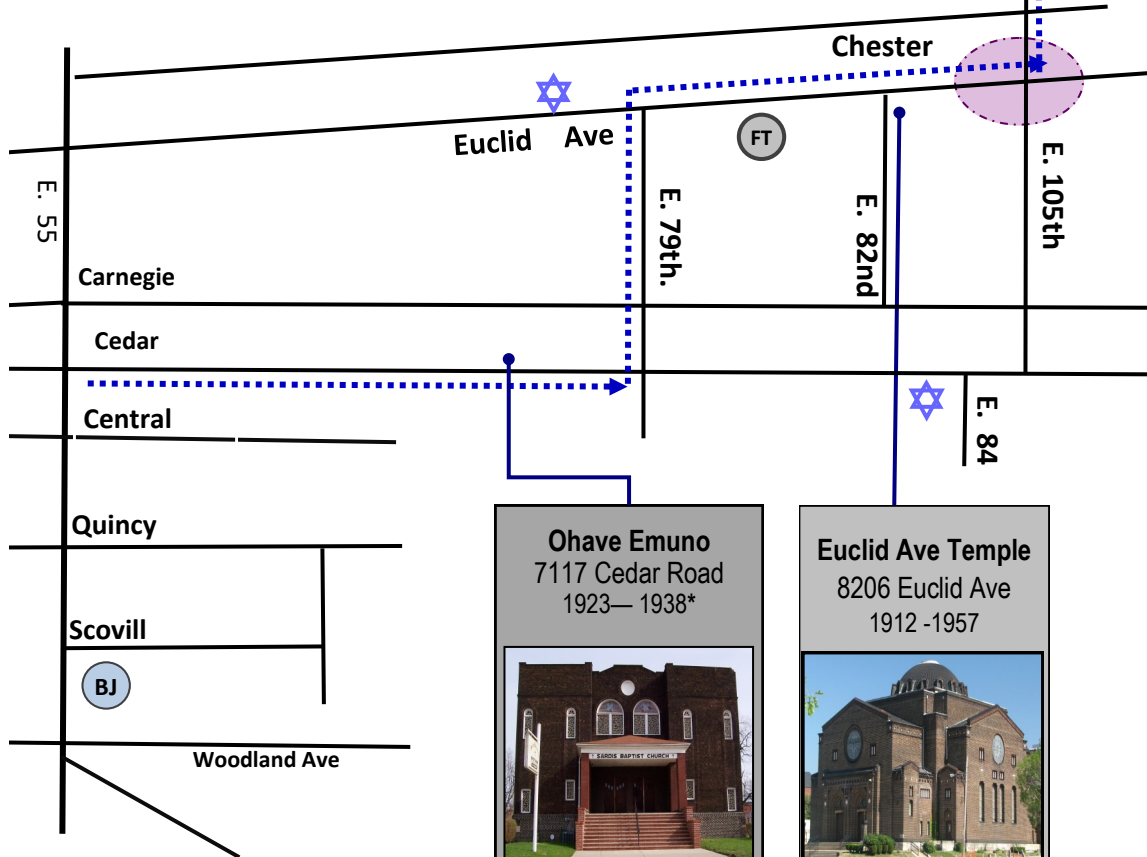 Chester
Euclid Ave
FT
E. 55
E. 79th.
E. 82nd
E. 105th
Carnegie
Cedar
Central
E. 84
Quincy
Scovill
BJ
Woodland Ave
Ohave Emuno
7117 Cedar Road
1923— 1938*
SARDIS BAPTIST CHURCH
Euclid Ave Temple
8206 Euclid Ave
1912 -1957